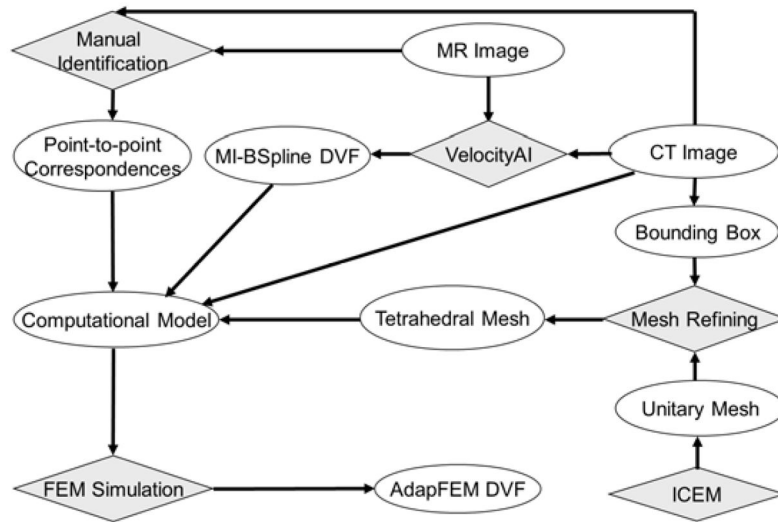 Manual
Identification
MR Image
Point-to-point
Correspondences
MI-BSpline DVF
VelocityAI
CT Image
Bounding Box
Computational Model
Tetrahedral Mesh
Mesh Refining
Unitary Mesh
FEM Simulation
AdapFEM DVF
ICEM